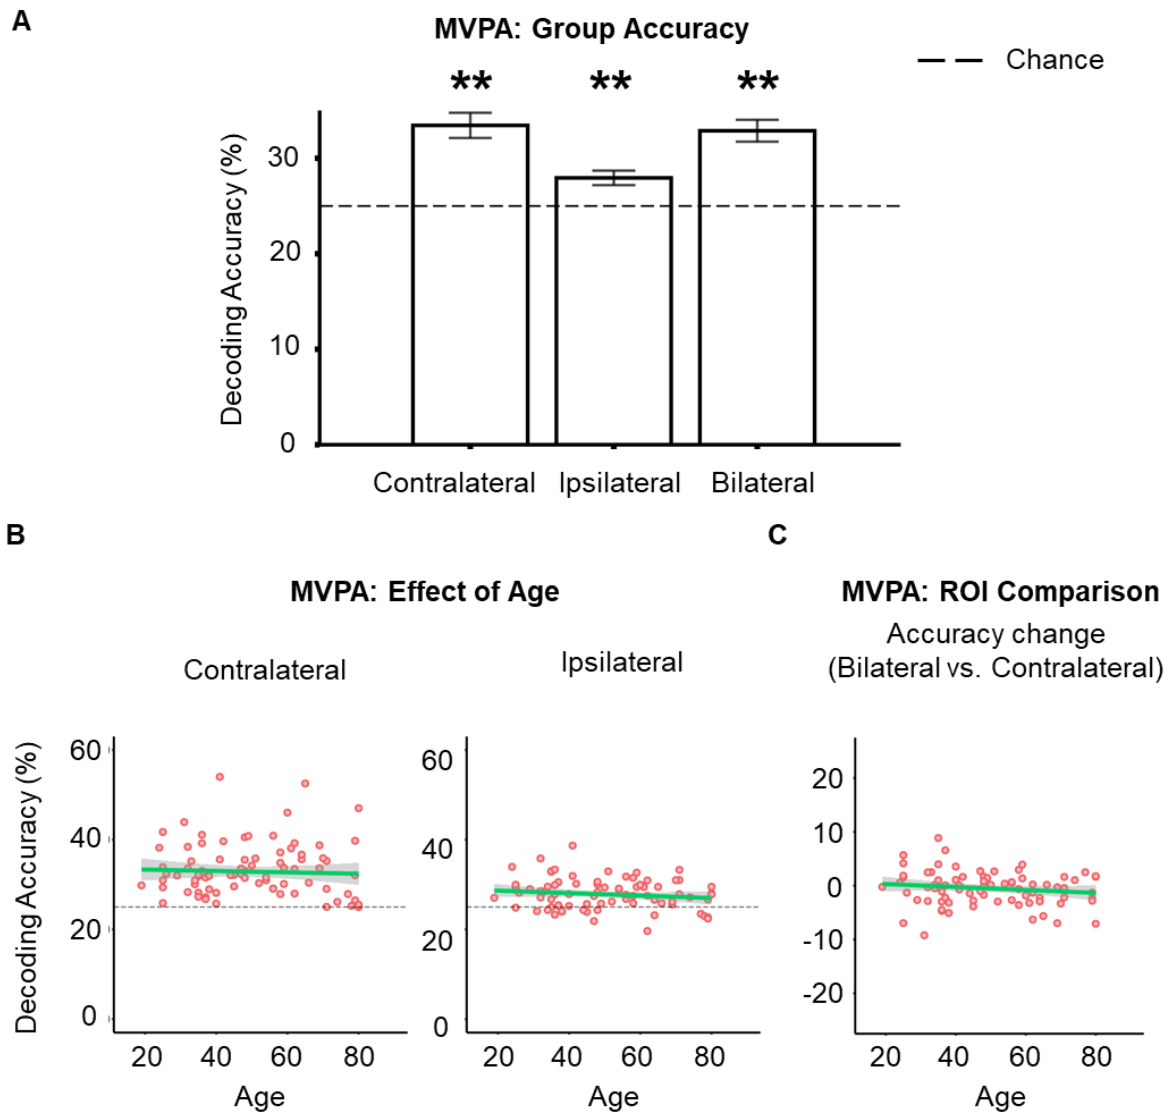 A
MVPA: Group Accuracy
Chance
** ** **
Decoding Accuracy (%)
30
20
10
0
Contralateral Ipsilateral Bilateral
B
MVPA: Effect of Age
Contralateral
Ipsilateral
Decoding Accuracy (%)
60
40
20
0
20 40 60 80
Age
60
40
20
0
20 40 60 80
Age
C
MVPA: ROI Comparison
Accuracy change
(Bilateral vs. Contralateral)
20
10
0
-10
-20
20 40 60 80
Age